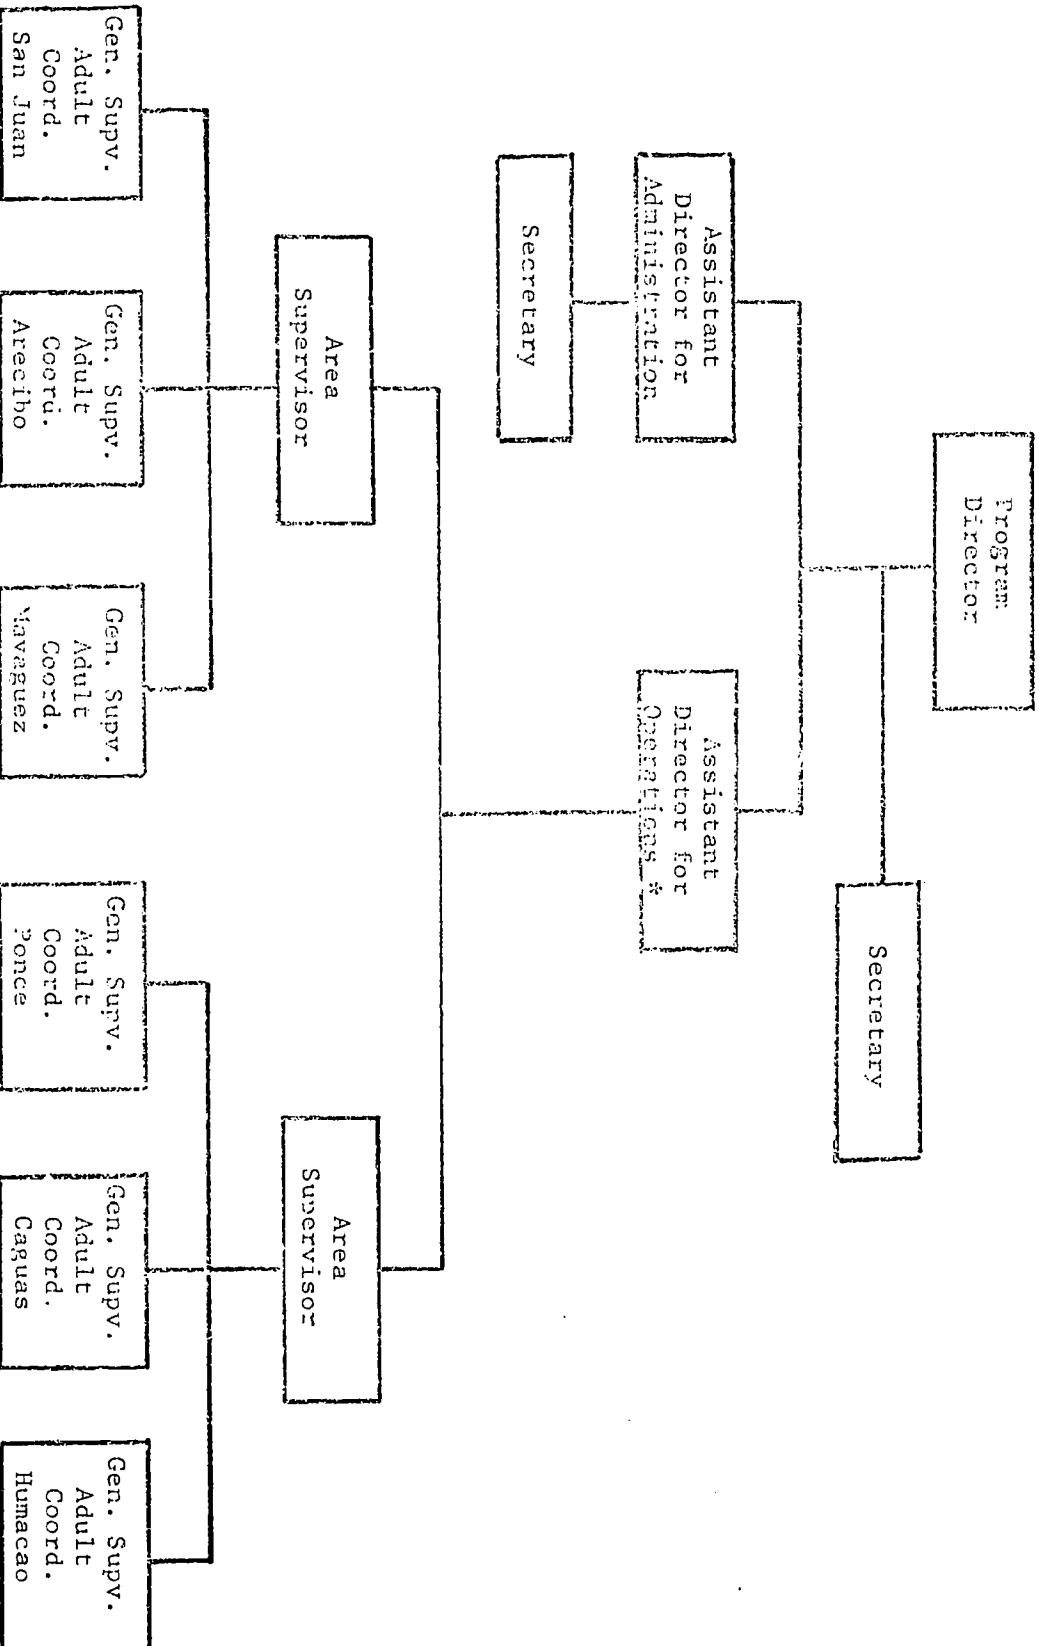 Program
Director
Secretary
Assistant
Director for
Administration
Assistant
Director for
Operations *
Secretary
Area
Supervisor
Area
Supervisor
Gen. Supv.
Adult
Coord.
San Juan
Gen. Supv.
Adult
Coord.
Arecibo
Gen. Supv.
Adult
Coord.
Mayaguez
Gen. Supv.
Adult
Coord.
Ponce
Gen. Supv.
Adult
Coord.
Caguas
Gen. Supv.
Adult
Coord.
Humacao